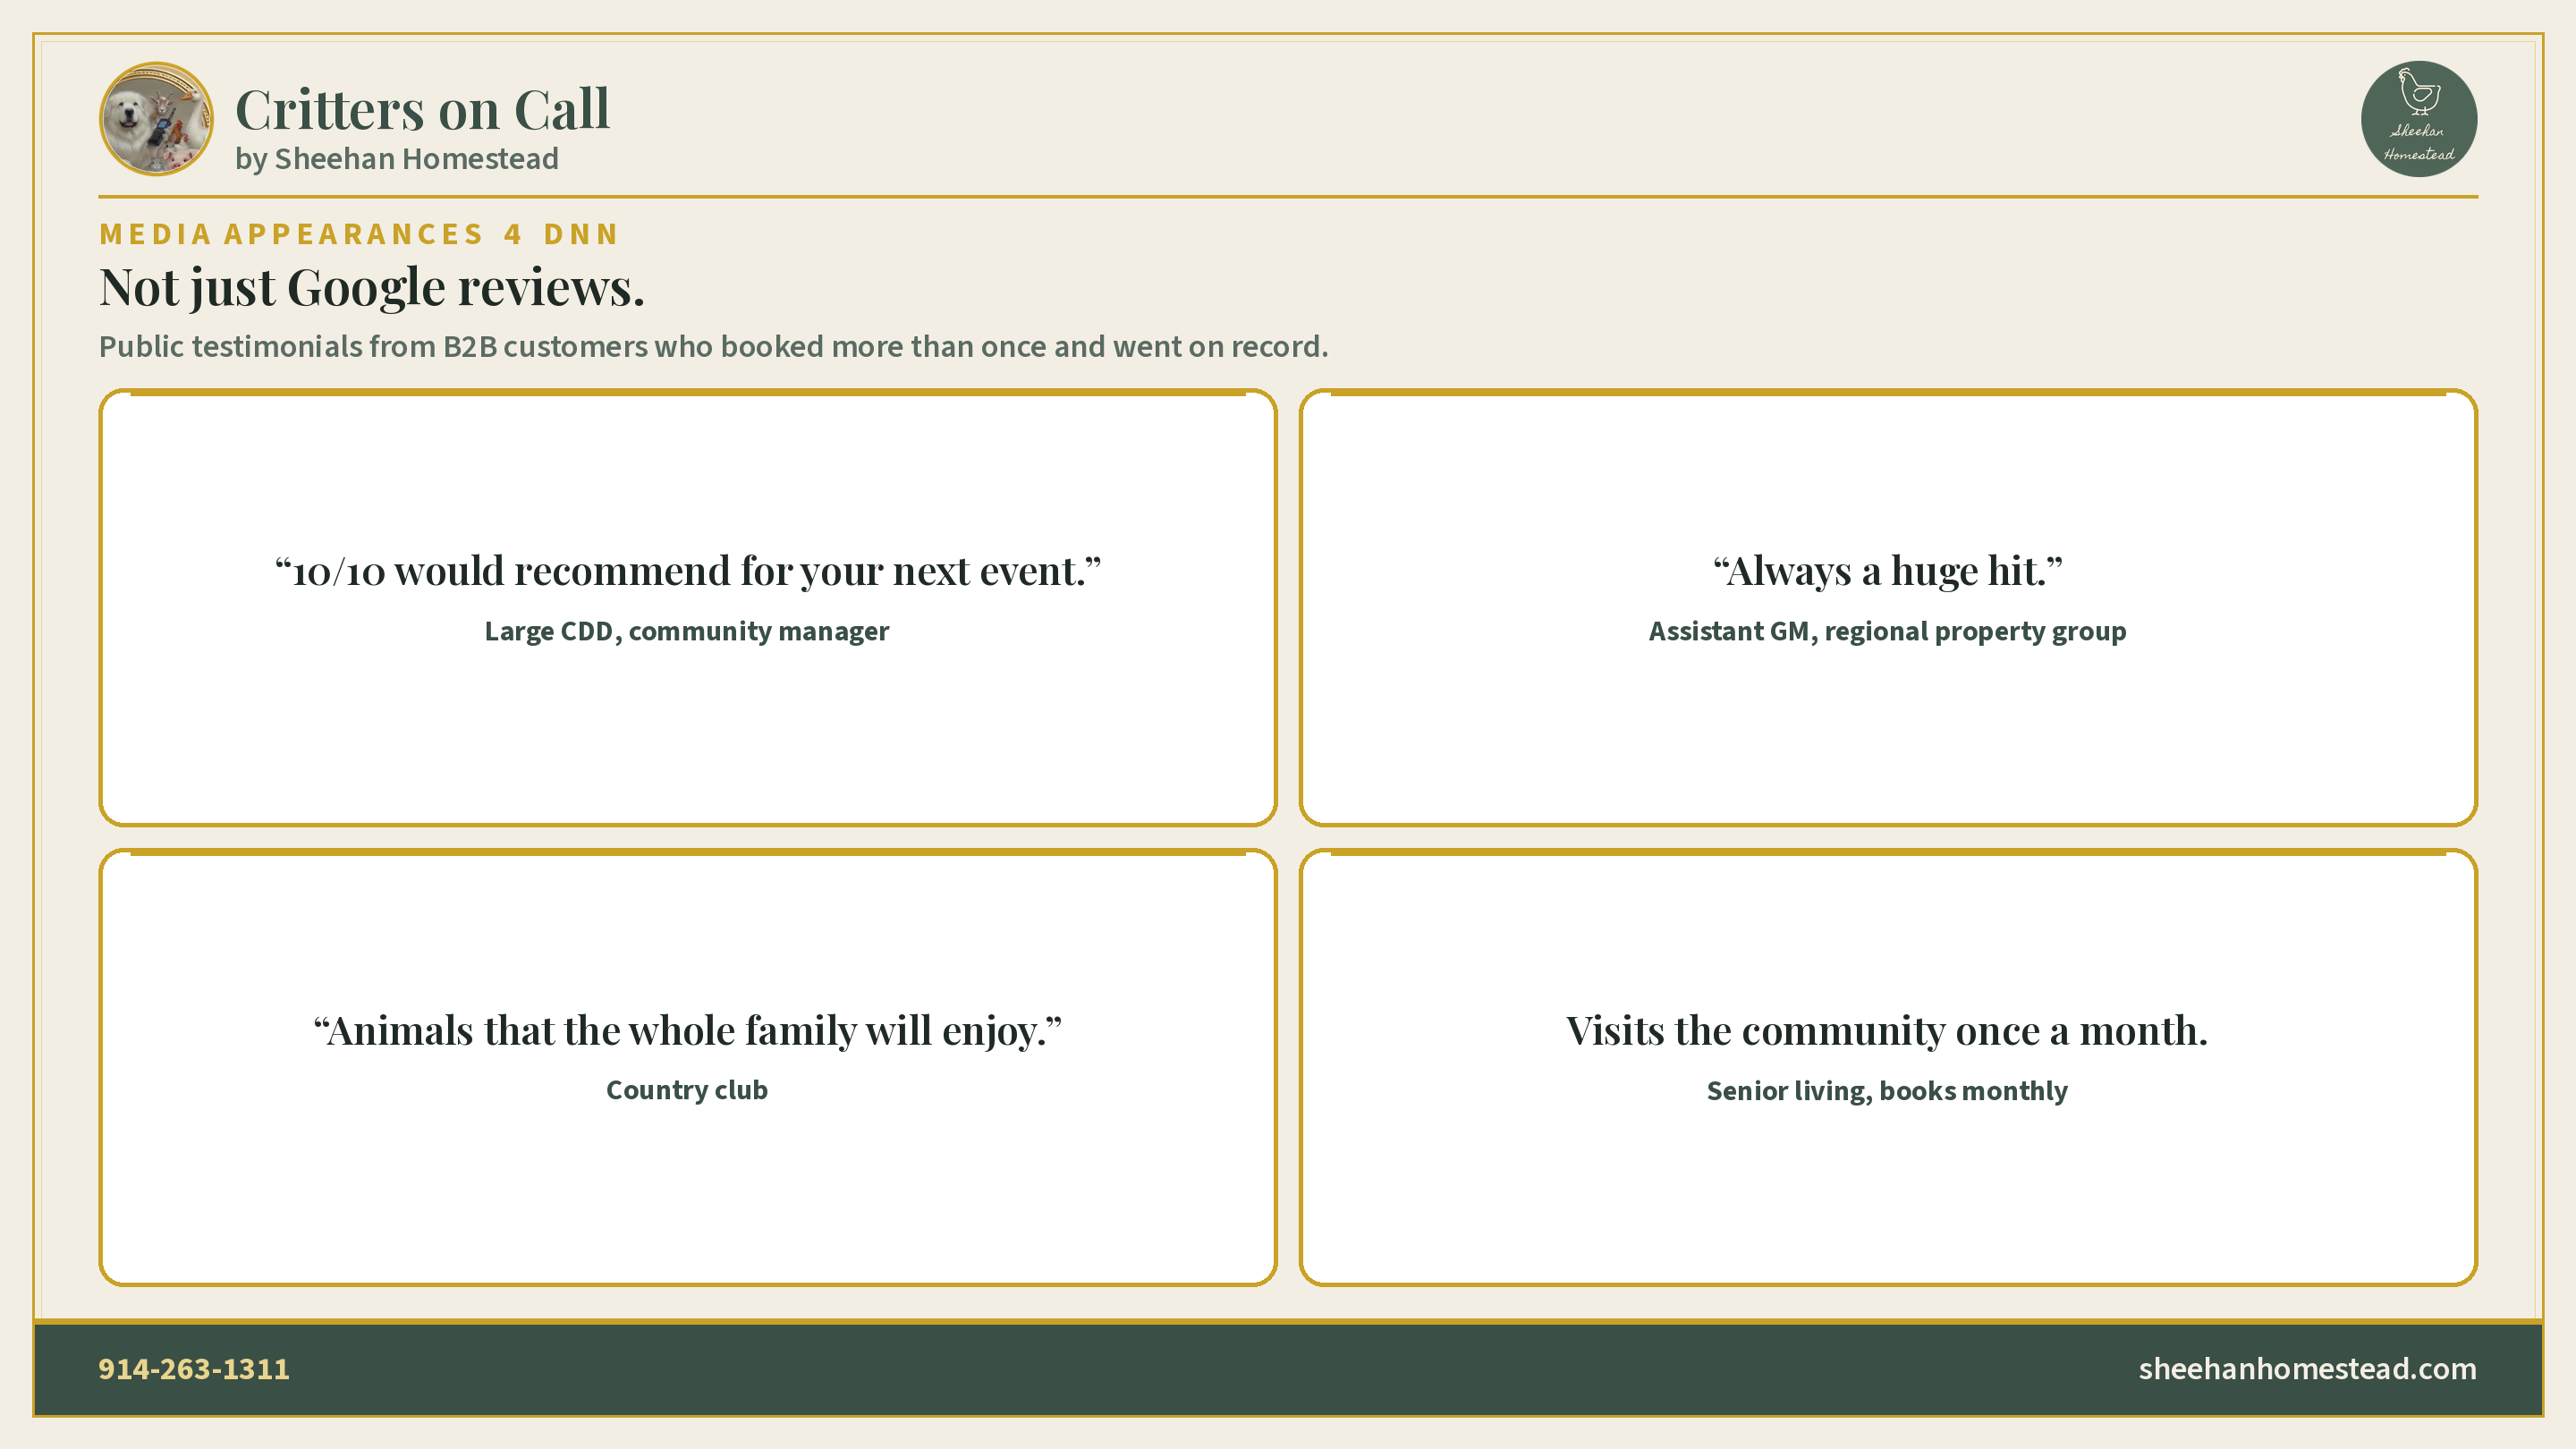 Critters on Call
by Sheehan Homestead
Sheehan
Homestead
MEDIA APPEARANCES 4 DNN
Not just Google reviews.
Public testimonials from B2B customers who booked more than once and went on record.
“10/10 would recommend for your next event.”
Large CDD, community manager
“Always a huge hit.”
Assistant GM, regional property group
“Animals that the whole family will enjoy.”
Country club
Visits the community once a month.
Senior living, books monthly
914-263-1311
sheehanhomestead.com